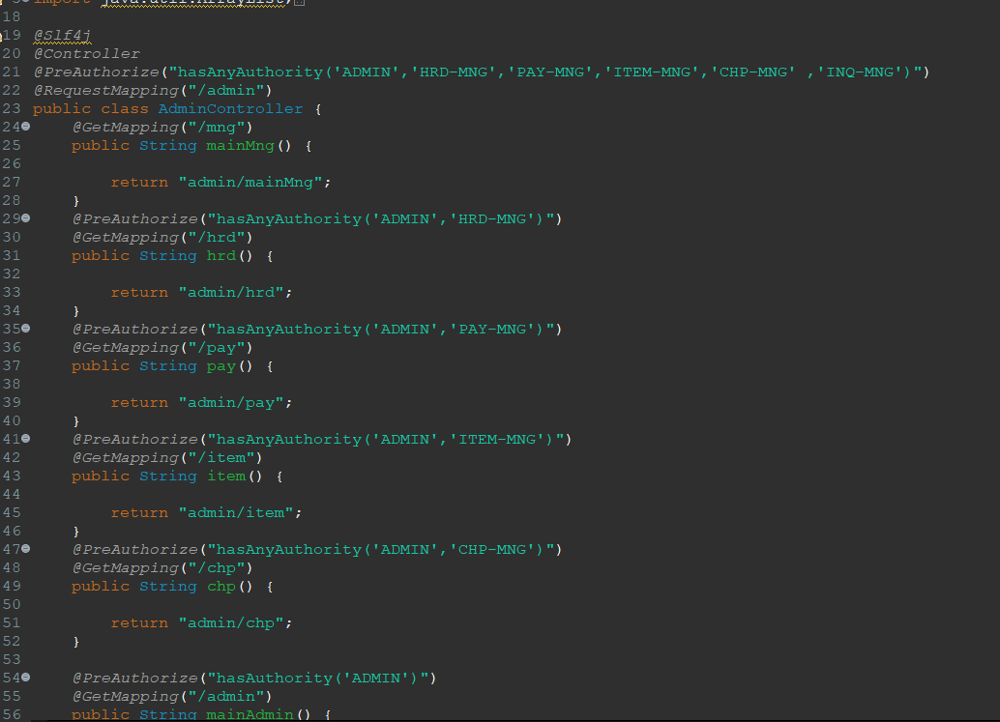 import java.util.ArrayList;
18
19 @Slf4j
20 @Controller
21 @PreAuthorize("hasAnyAuthority('ADMIN','HRD-MNG','PAY-MNG','ITEM-MNG','CHP-MNG' ,'INQ-MNG')")
22 @RequestMapping("/admin")
23 public class AdminController {
24 @GetMapping("/mng")
25 public String mainMng() {
26
27 return "admin/mainMng";
28 }
29 @PreAuthorize("hasAnyAuthority('ADMIN','HRD-MNG')")
30 @GetMapping("/hrd")
31 public String hrd() {
32
33 return "admin/hrd";
34 }
35 @PreAuthorize("hasAnyAuthority('ADMIN','PAY-MNG')")
36 @GetMapping("/pay")
37 public String pay() {
38
39 return "admin/pay";
40 }
41 @PreAuthorize("hasAnyAuthority('ADMIN','ITEM-MNG')")
42 @GetMapping("/item")
43 public String item() {
44
45 return "admin/item";
46 }
47 @PreAuthorize("hasAnyAuthority('ADMIN','CHP-MNG')")
48 @GetMapping("/chp")
49 public String chp() {
50
51 return "admin/chp";
52 }
53
54 @PreAuthorize("hasAuthority('ADMIN')")
55 @GetMapping("/admin")
56 public String mainAdmin() {